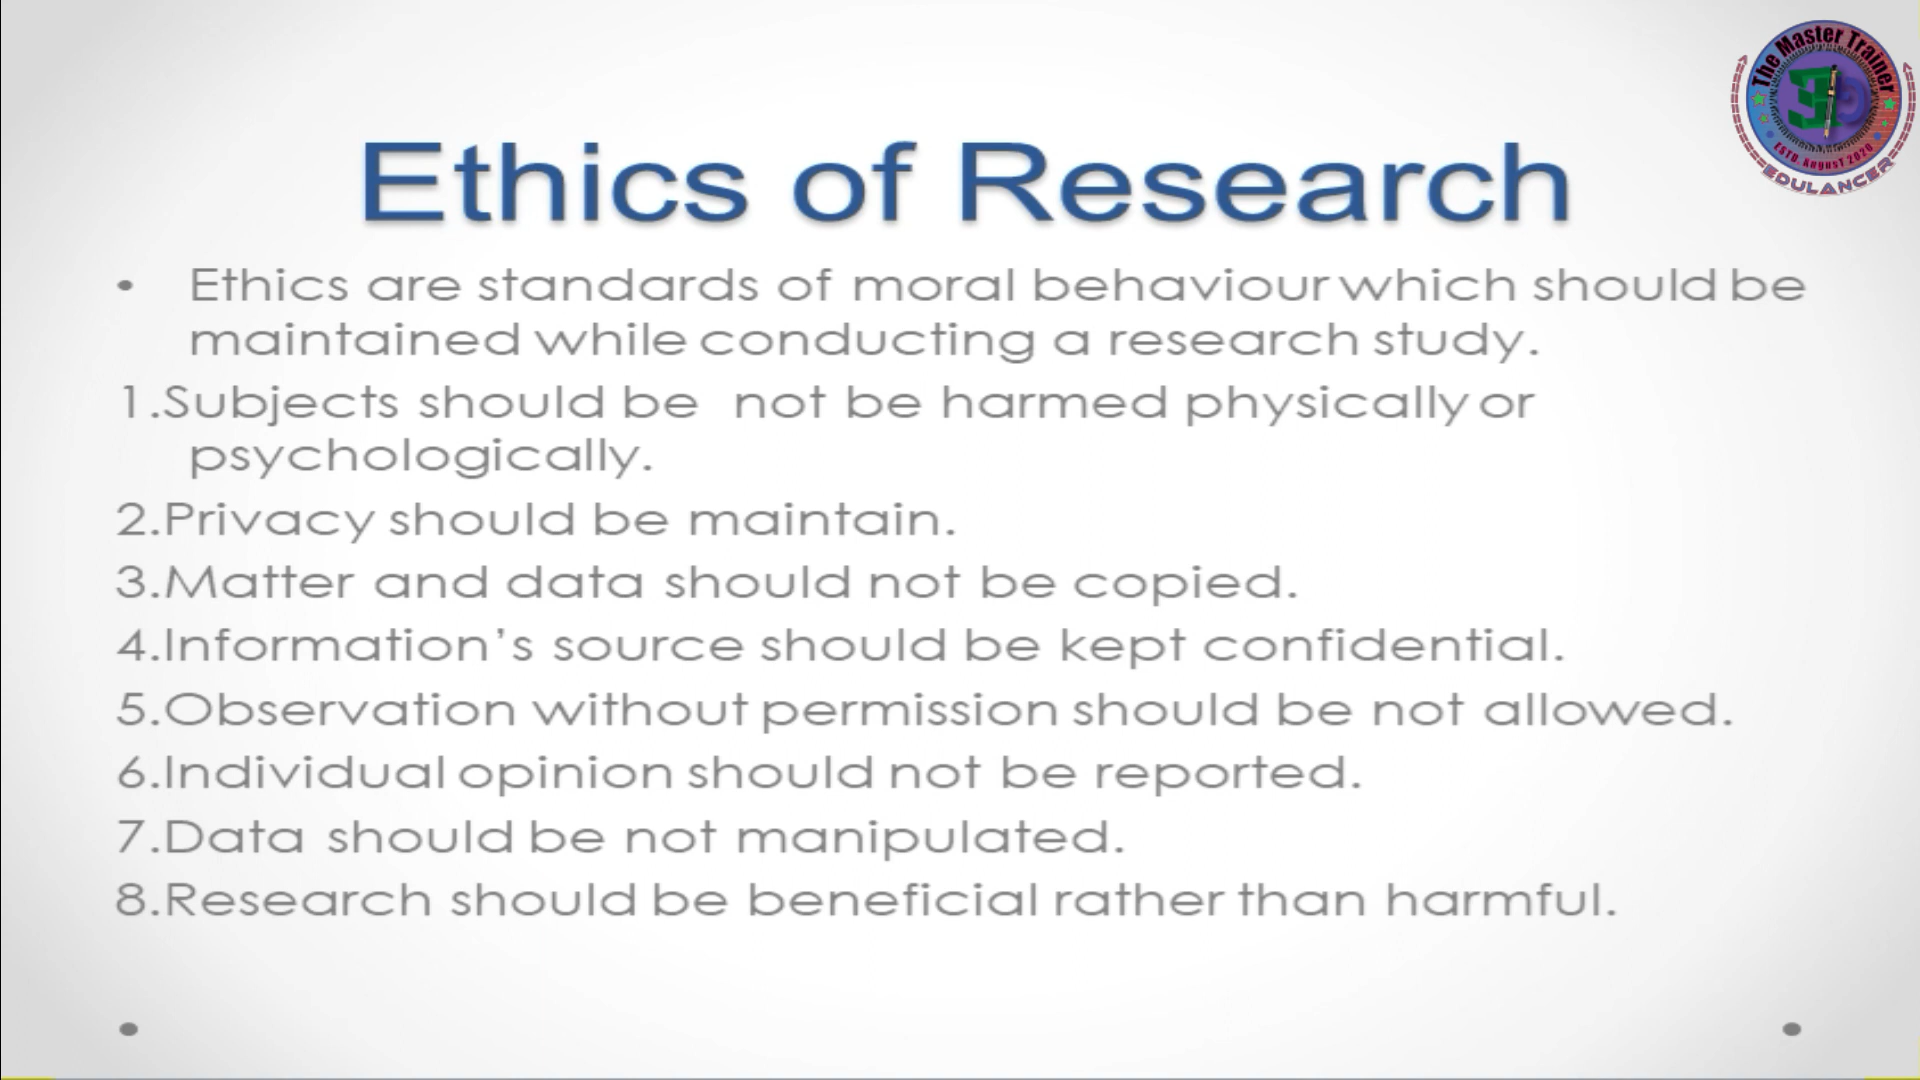 The Master Trainer
3D
ESTD. August 2020
EDULANCER
Ethics of Research
• Ethics are standards of moral behaviour which should be
maintained while conducting a research study.
1.Subjects should be not be harmed physically or
psychologically.
2.Privacy should be maintain.
3.Matter and data should not be copied.
4.Information’s source should be kept confidential.
5.Observation without permission should be not allowed.
6.Individual opinion should not be reported.
7.Data should be not manipulated.
8.Research should be beneficial rather than harmful.